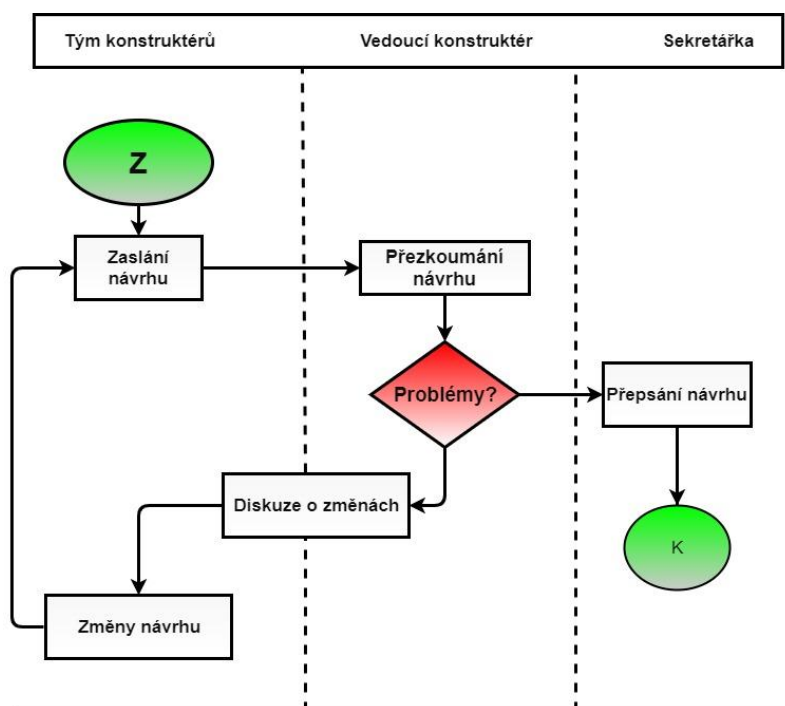 Tým konstruktérů
Vedoucí konstruktér
Sekretářka
Z
Zaslání
návrhu
Přezkoumání
návrhu
Problémy?
Přepsání návrhu
Diskuze o změnách
K
Změny návrhu